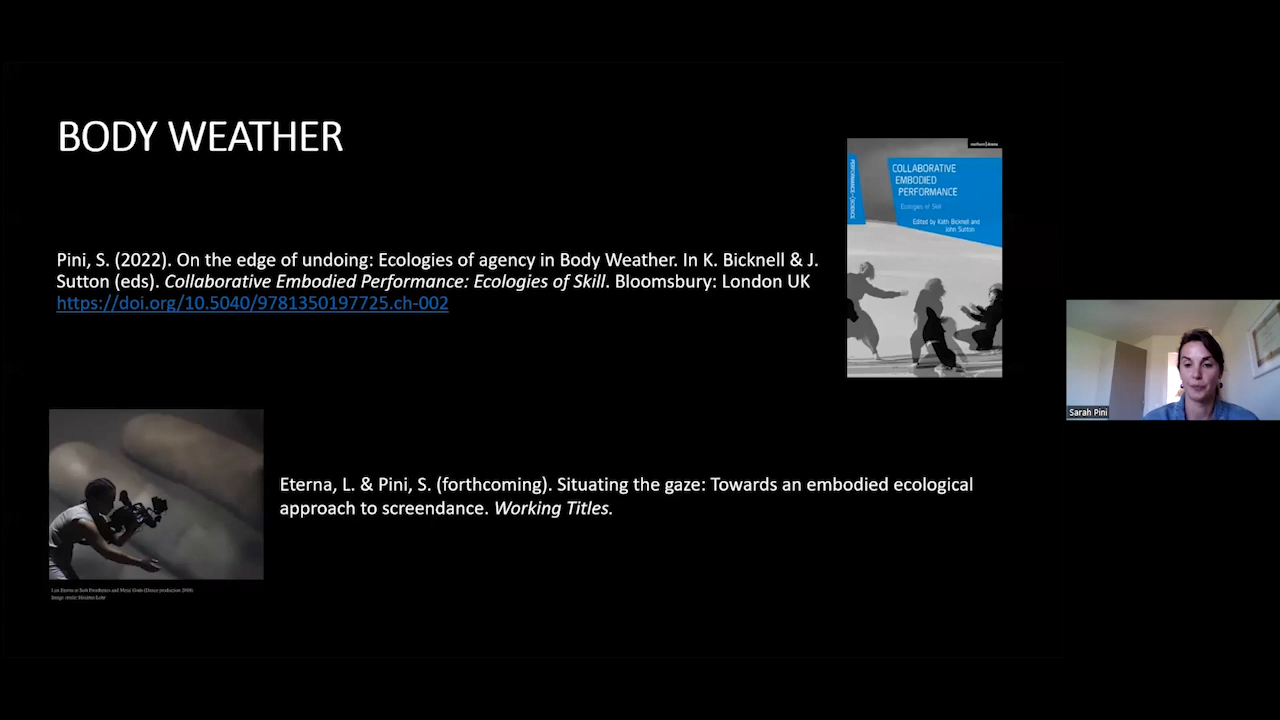 BODY WEATHER
COLLABORATIVE
EMBODIED
PERFORMANCE
Ecologies of Skill
Edited by Kath Bicknell and
John Sutton
Pini, S. (2022). On the edge of undoing: Ecologies of agency in Body Weather. In K. Bicknell & J.
Sutton (eds). Collaborative Embodied Performance: Ecologies of Skill. Bloomsbury: London UK
https://doi.org/10.5040/9781350197725.ch-002
Sarah Pini
Eterna, L. & Pini, S. (forthcoming). Situating the gaze: Towards an embodied ecological
approach to screendance. Working Titles.